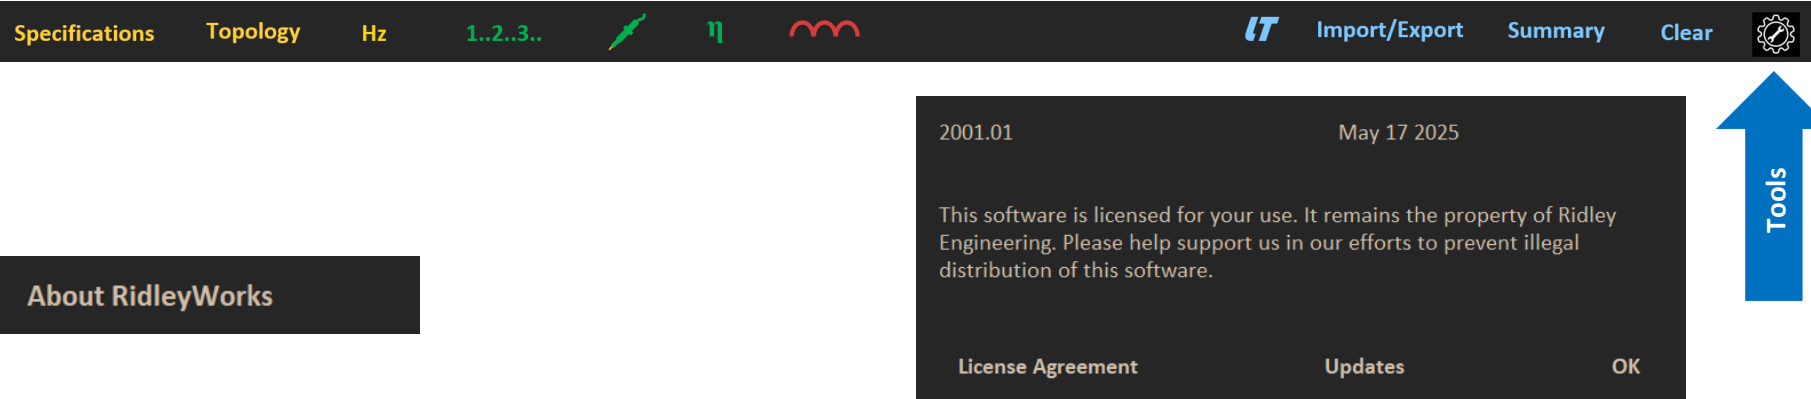 Specifications Topology Hz 1..2..3.. η LT Import/Export Summary Clear
2001.01 May 17 2025
Tools
This software is licensed for your use. It remains the property of Ridley
Engineering. Please help support us in our efforts to prevent illegal
distribution of this software.
About RidleyWorks
License Agreement Updates OK